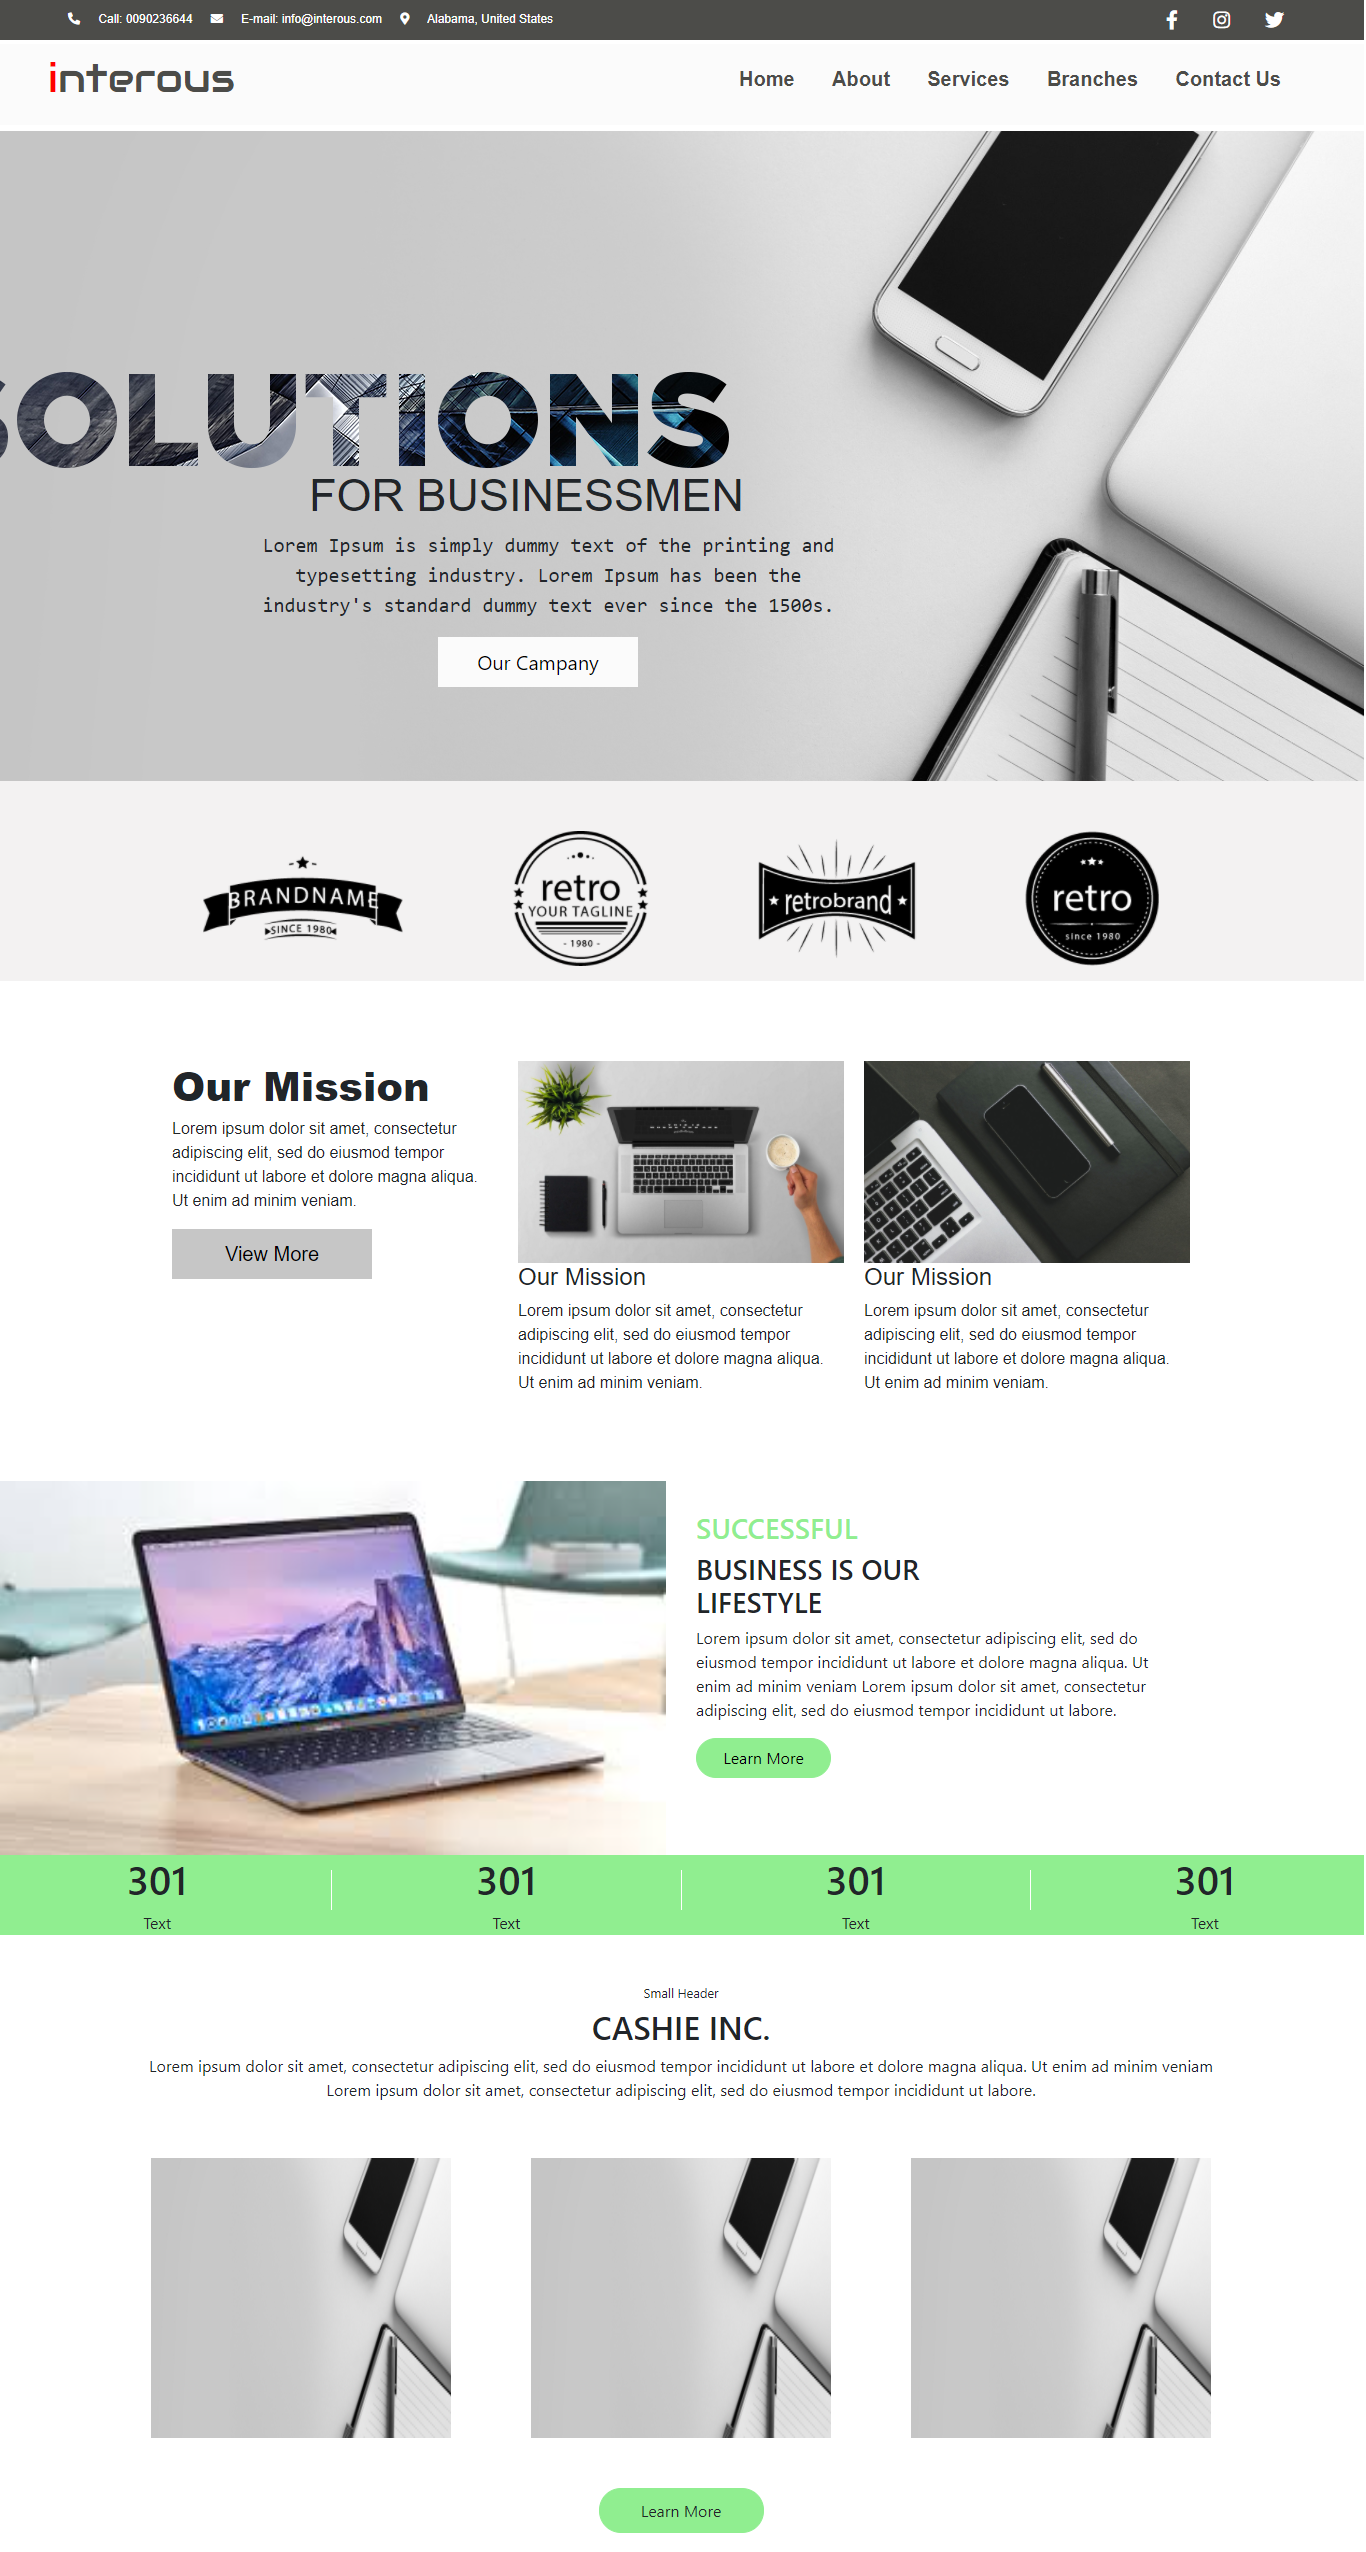 Call: 0090236644 E-mail: info@interous.com Alabama, United States
interous
Home About Services Branches Contact Us
SOLUTIONS
FOR BUSINESSMEN
Lorem Ipsum is simply dummy text of the printing and
typesetting industry. Lorem Ipsum has been the
industry's standard dummy text ever since the 1500s.
Our Campany
BRANDNAME
SINCE 1980
retro
YOUR TAGLINE
- 1980 -
retrobrand
retro
since 1980
Our Mission
Lorem ipsum dolor sit amet, consectetur
adipiscing elit, sed do eiusmod tempor
incididunt ut labore et dolore magna aliqua.
Ut enim ad minim veniam.
View More
Our Mission
Lorem ipsum dolor sit amet, consectetur
adipiscing elit, sed do eiusmod tempor
incididunt ut labore et dolore magna aliqua.
Ut enim ad minim veniam.
Our Mission
Lorem ipsum dolor sit amet, consectetur
adipiscing elit, sed do eiusmod tempor
incididunt ut labore et dolore magna aliqua.
Ut enim ad minim veniam.
SUCCESSFUL
BUSINESS IS OUR
LIFESTYLE
Lorem ipsum dolor sit amet, consectetur adipiscing elit, sed do
eiusmod tempor incididunt ut labore et dolore magna aliqua. Ut
enim ad minim veniam Lorem ipsum dolor sit amet, consectetur
adipiscing elit, sed do eiusmod tempor incididunt ut labore.
Learn More
301 301 301 301
Text Text Text Text
Small Header
CASHIE INC.
Lorem ipsum dolor sit amet, consectetur adipiscing elit, sed do eiusmod tempor incididunt ut labore et dolore magna aliqua. Ut enim ad minim veniam
Lorem ipsum dolor sit amet, consectetur adipiscing elit, sed do eiusmod tempor incididunt ut labore.
Learn More